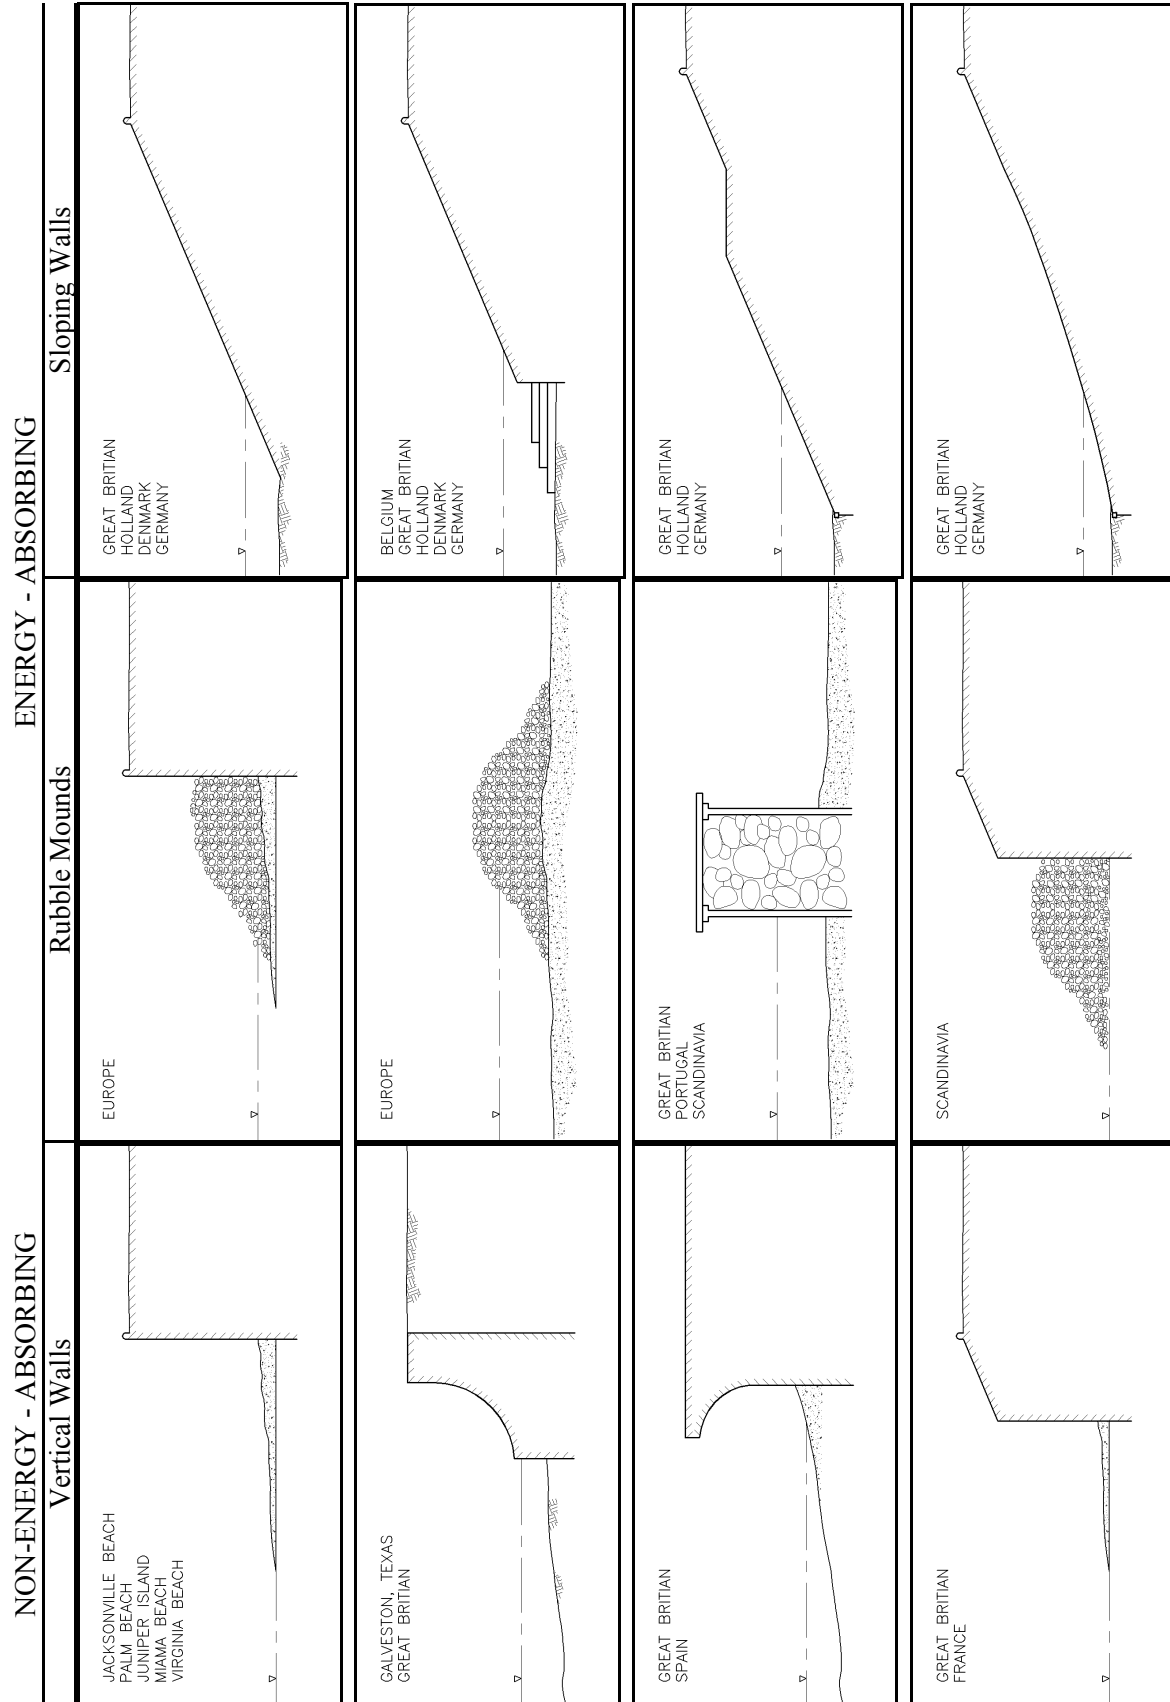 NON-ENERGY - ABSORBING
ENERGY - ABSORBING
Vertical Walls
Rubble Mounds
Sloping Walls
JACKSONVILLE BEACH
PALM BEACH
JUNIPER ISLAND
MIAMA BEACH
VIRGINIA BEACH
EUROPE
GREAT BRITIAN
HOLLAND
DENMARK
GERMANY
GALVESTON, TEXAS
GREAT BRITIAN
EUROPE
BELGIUM
GREAT BRITIAN
HOLLAND
DENMARK
GERMANY
GREAT BRITIAN
SPAIN
GREAT BRITIAN
PORTUGAL
SCANDINAVIA
GREAT BRITIAN
HOLLAND
GERMANY
GREAT BRITIAN
FRANCE
SCANDINAVIA
GREAT BRITIAN
HOLLAND
GERMANY